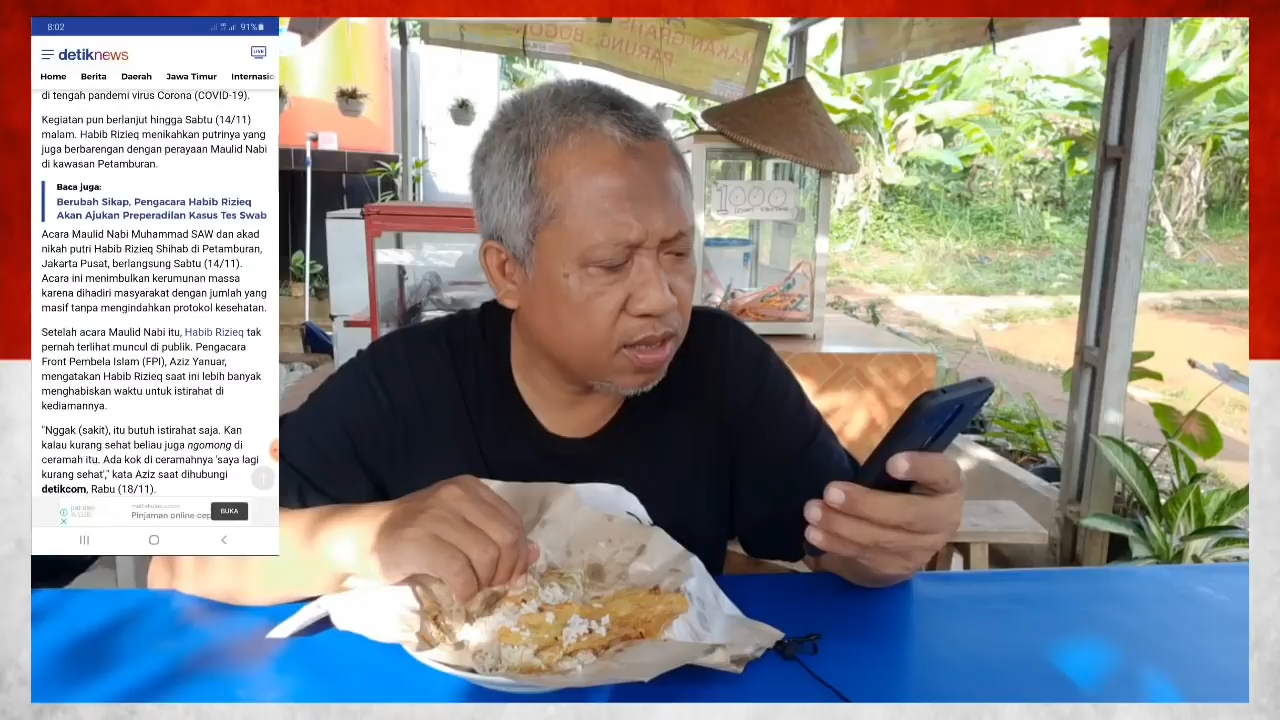 8:02
91%
detiknews
LIVE
Home Berita Daerah Jawa Timur Internasio
di tengah pandemi virus Corona (COVID-19).
Kegiatan pun berlanjut hingga Sabtu (14/11)
malam. Habib Rizieq menikahkan putrinya yang
juga berbarengan dengan perayaan Maulid Nabi
di kawasan Petamburan.
Baca juga:
Berubah Sikap, Pengacara Habib Rizieq
Akan Ajukan Preperadilan Kasus Tes Swab
Acara Maulid Nabi Muhammad SAW dan akad
nikah putri Habib Rizieq Shihab di Petamburan,
Jakarta Pusat, berlangsung Sabtu (14/11).
Acara ini menimbulkan kerumunan massa
karena dihadiri masyarakat dengan jumlah yang
masif tanpa mengindahkan protokol kesehatan.
Setelah acara Maulid Nabi itu, Habib Rizieq tak
pernah terlihat muncul di publik. Pengacara
Front Pembela Islam (FPI), Aziz Yanuar,
mengatakan Habib Rizieq saat ini lebih banyak
menghabiskan waktu untuk istirahat di
kediamannya.
"Nggak (sakit), itu butuh istirahat saja. Kan
kalau kurang sehat beliau juga ngomong di
ceramah itu. Ada kok di ceramahnya 'saya lagi
kurang sehat'," kata Aziz saat dihubungi
detikcom, Rabu (18/11).
Pinjaman online cep
BUKA
MAKAN GRATIS
PARUNG - BOGOR
1000